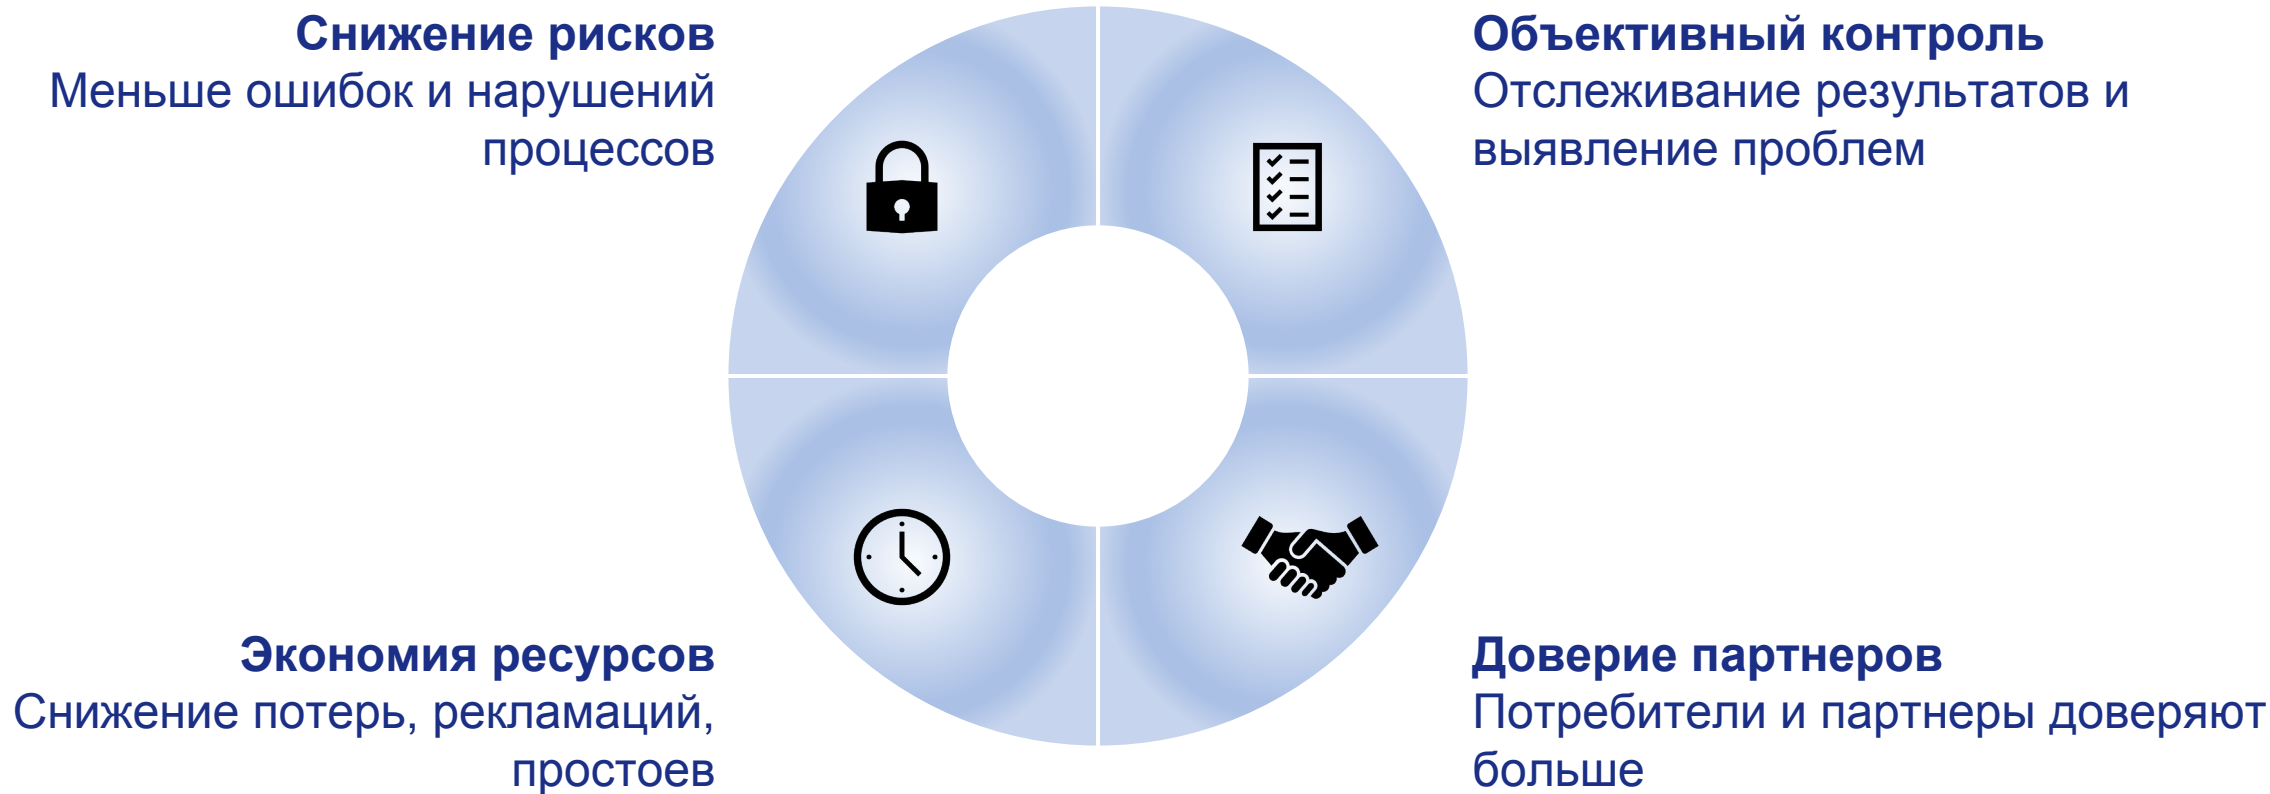 Снижение рисков
Меньше ошибок и нарушений
процессов
Объективный контроль
Отслеживание результатов и
выявление проблем
Экономия ресурсов
Снижение потерь, рекламаций,
простоев
Доверие партнеров
Потребители и партнеры доверяют
больше